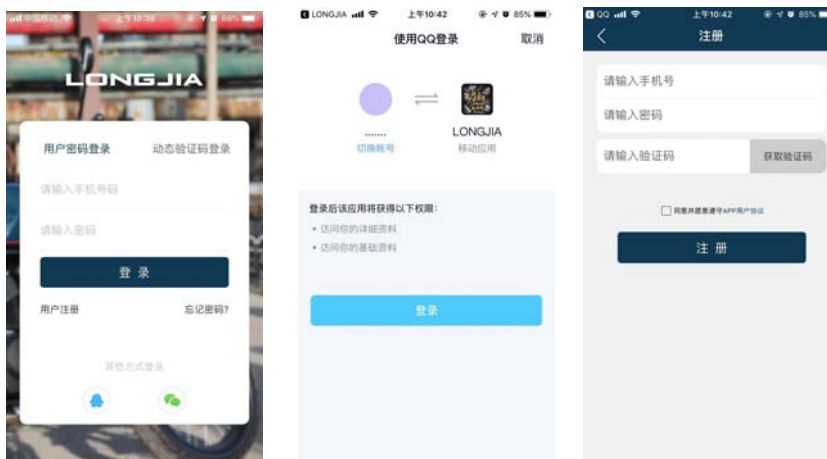 中国移动 上午10:36 86%
LONGJIA
用户密码登录 动态验证码登录
请输入手机号码
请输入密码
登 录
用户注册 忘记密码?
其他方式登录
LONGJIA 上午10:42 85%
使用QQ登录 取消
.......
LONGJIA
切换帐号
移动应用
登录后该应用将获得以下权限:
• 访问你的详细资料
• 访问你的基础资料
登录
QQ 上午10:42 85%
注册
请输入手机号
请输入密码
请输入验证码 获取验证码
同意并愿意遵守APP用户协议
注 册